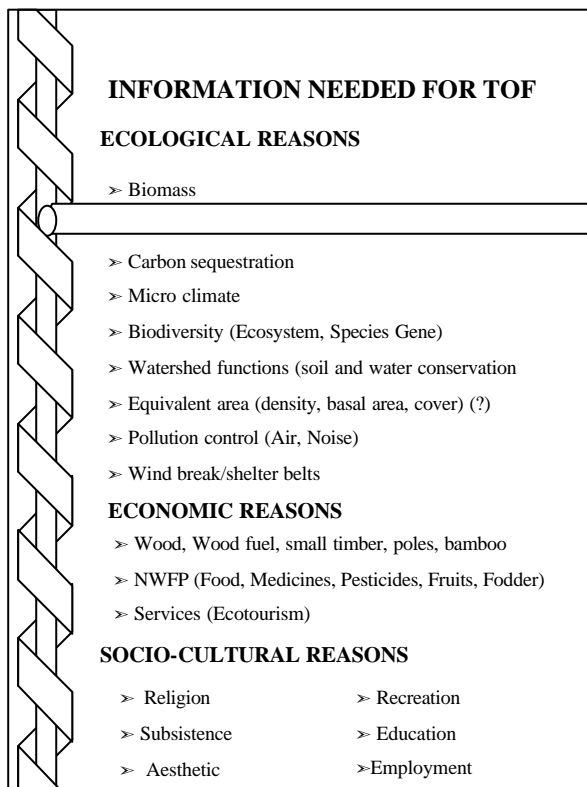 INFORMATION NEEDED FOR TOF
ECOLOGICAL REASONS
➢ Biomass
➢ Carbon sequestration
➢ Micro climate
➢ Biodiversity (Ecosystem, Species Gene)
➢ Watershed functions (soil and water conservation
➢ Equivalent area (density, basal area, cover) (?)
➢ Pollution control (Air, Noise)
➢ Wind break/shelter belts
ECONOMIC REASONS
➢ Wood, Wood fuel, small timber, poles, bamboo
➢ NWFP (Food, Medicines, Pesticides, Fruits, Fodder)
➢ Services (Ecotourism)
SOCIO-CULTURAL REASONS
➢ Religion ➢ Recreation
➢ Subsistence ➢ Education
➢ Aesthetic ➢Employment